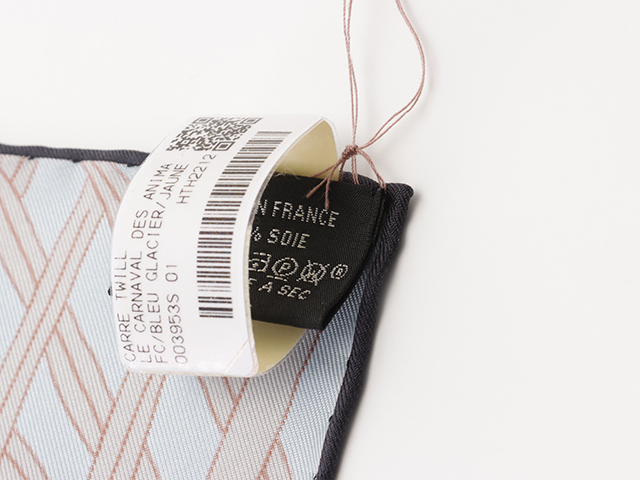 CARRE TWILL
LE CARNAVAL DES ANIMA
FC/BLEU GLACIER/JAUNE
003953S 01
HTH2212
N FRANCE
% SOIE
P W ®
E A SEC